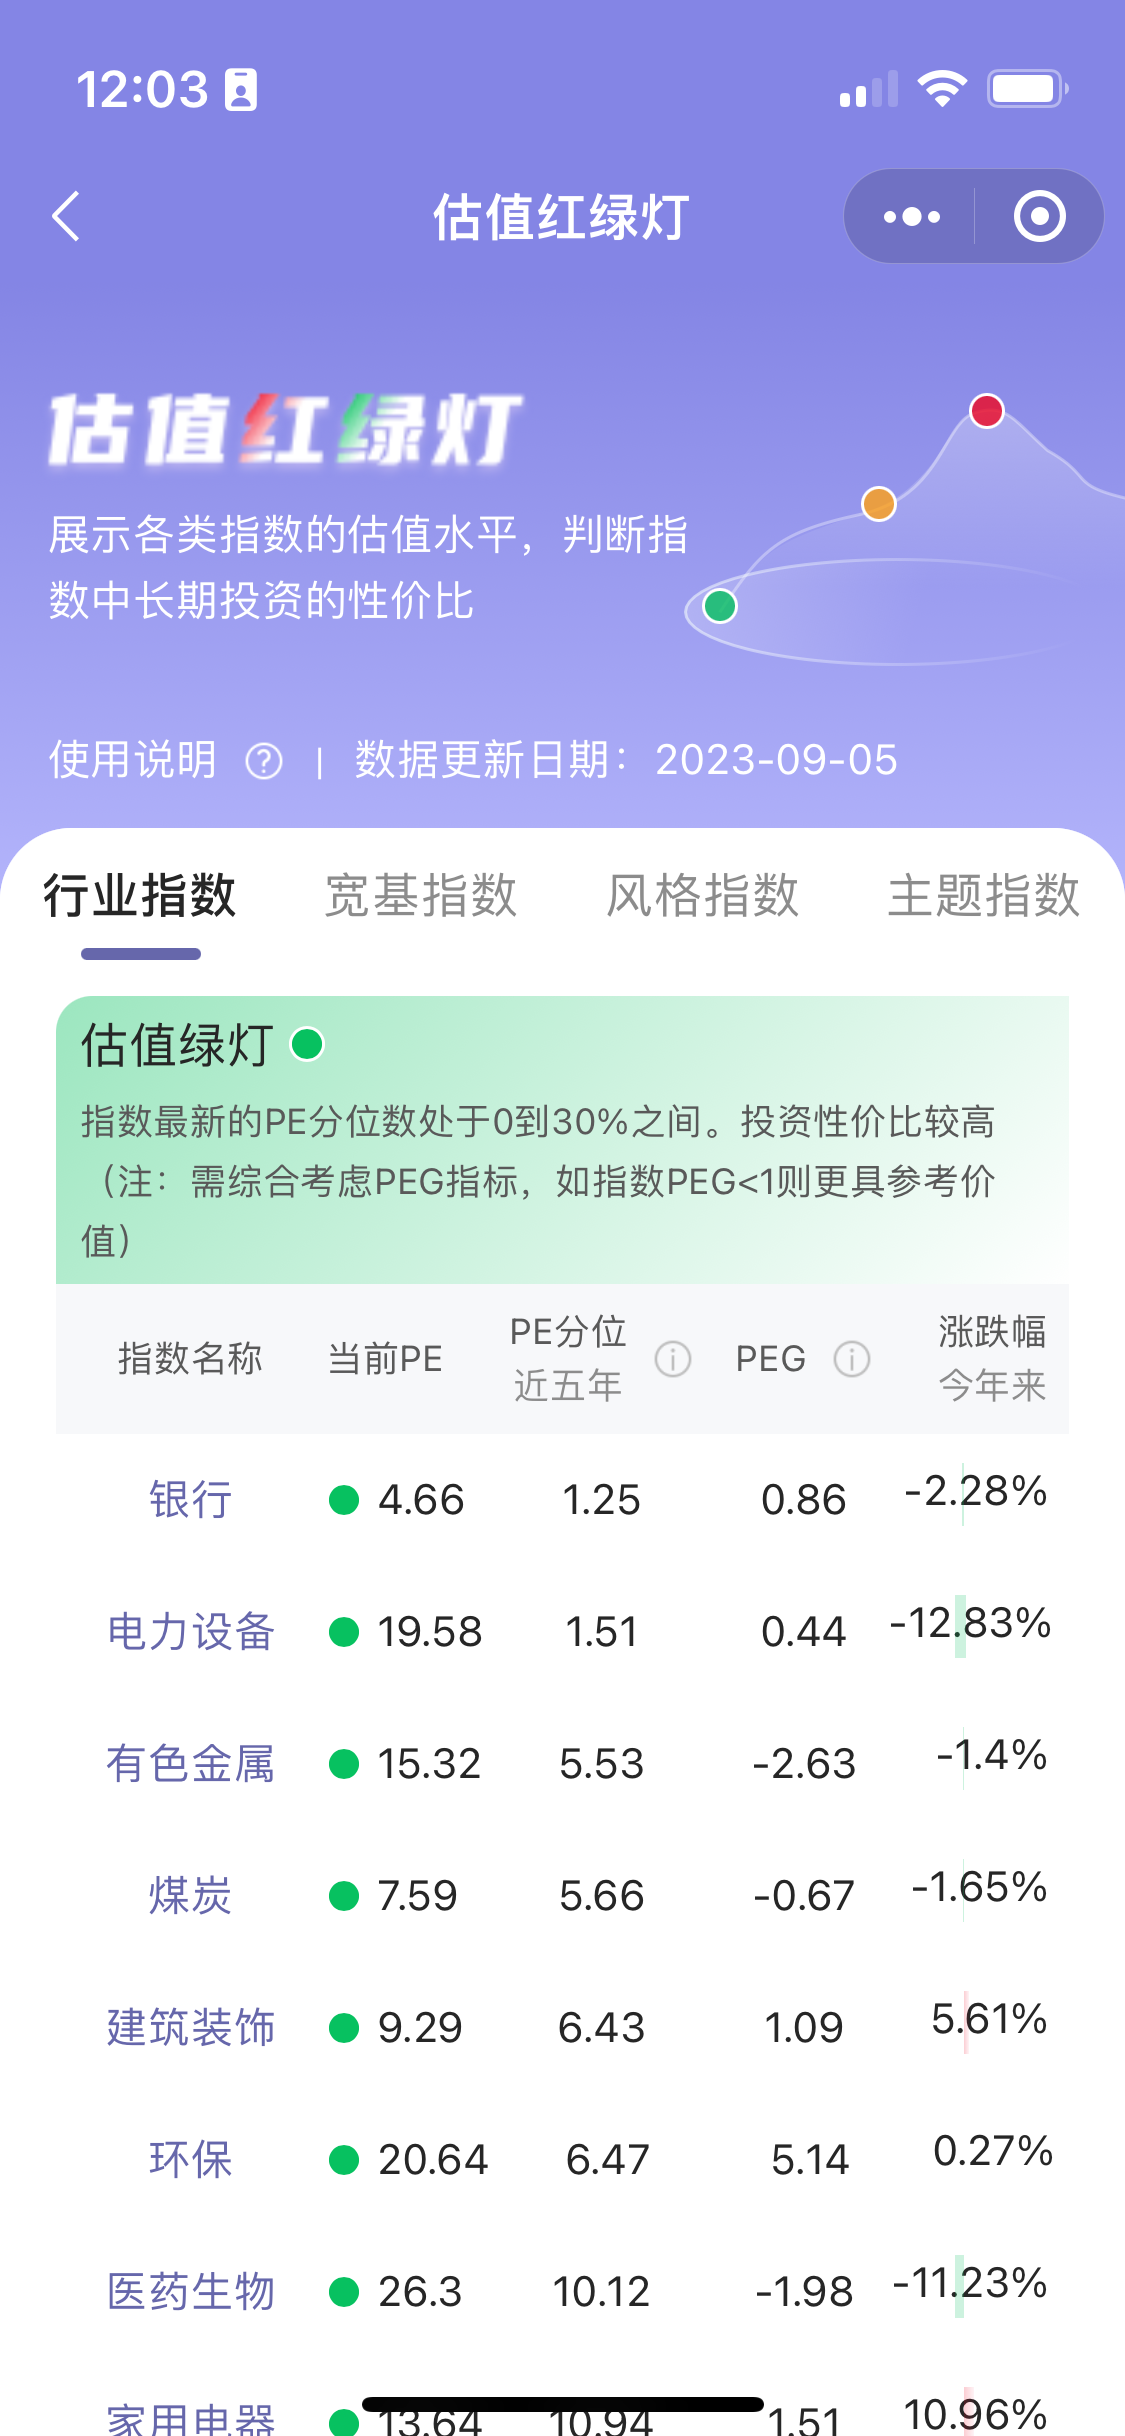 12:03
估值红绿灯
估值红绿灯
展示各类指数的估值水平，判断指
数中长期投资的性价比
使用说明 ? | 数据更新日期：2023-09-05
行业指数 宽基指数 风格指数 主题指数
估值绿灯
指数最新的PE分位数处于0到30%之间。投资性价比较高
（注：需综合考虑PEG指标，如指数PEG<1则更具参考价
值）
指数名称 当前PE PE分位 近五年 PEG 涨跌幅 今年来
银行 4.66 1.25 0.86 -2.28%
电力设备 19.58 1.51 0.44 -12.83%
有色金属 15.32 5.53 -2.63 -1.4%
煤炭 7.59 5.66 -0.67 -1.65%
建筑装饰 9.29 6.43 1.09 5.61%
环保 20.64 6.47 5.14 0.27%
医药生物 26.3 10.12 -1.98 -11.23%
家用电器 13.64 10.94 1.51 10.96%